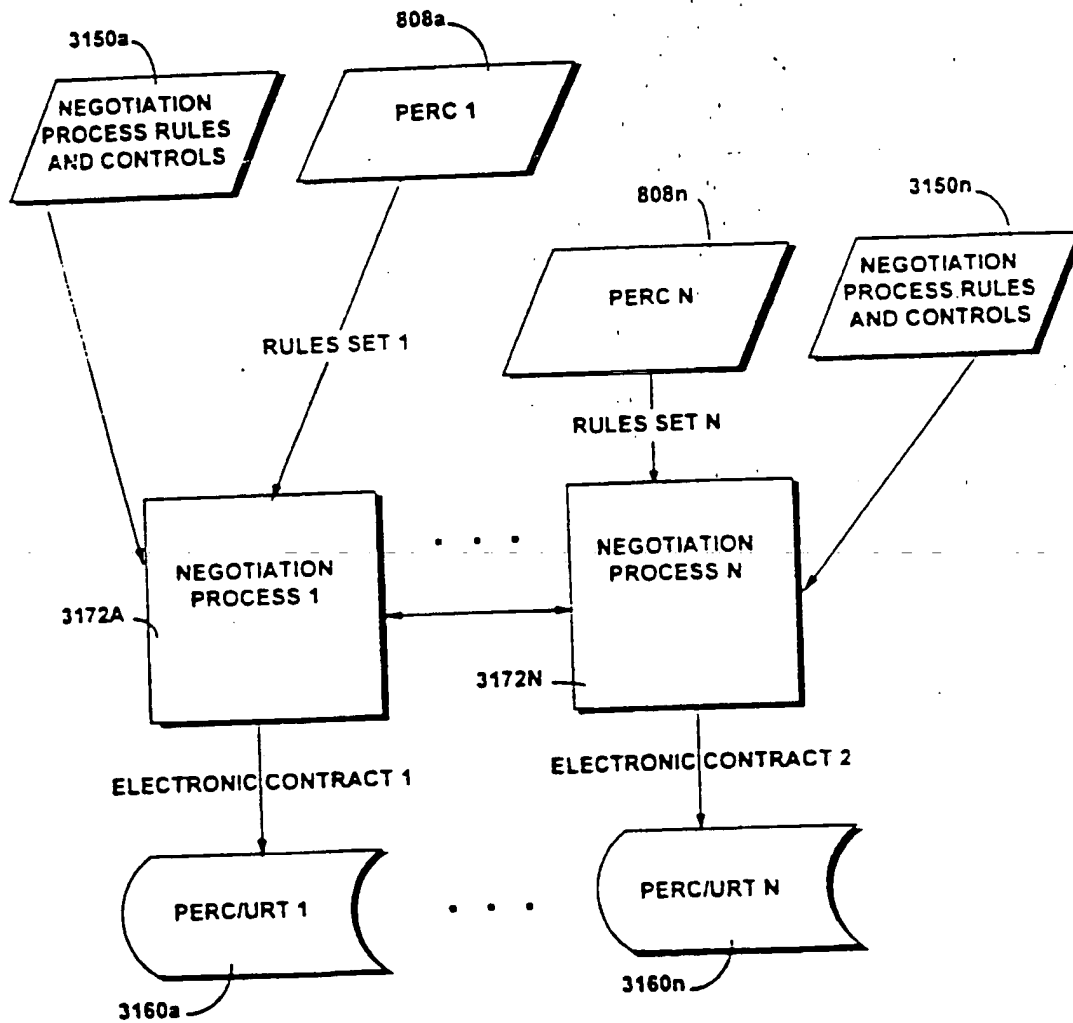 3150a
808a
NEGOTIATION
PROCESS RULES
AND CONTROLS
PERC 1
808n
3150n
PERC N
NEGOTIATION
PROCESS RULES
AND CONTROLS
RULES SET 1
RULES SET N
NEGOTIATION
PROCESS 1
NEGOTIATION
PROCESS N
3172A
3172N
ELECTRONIC CONTRACT 1
ELECTRONIC CONTRACT 2
PERC/URT 1
PERC/URT N
3160a
3160n